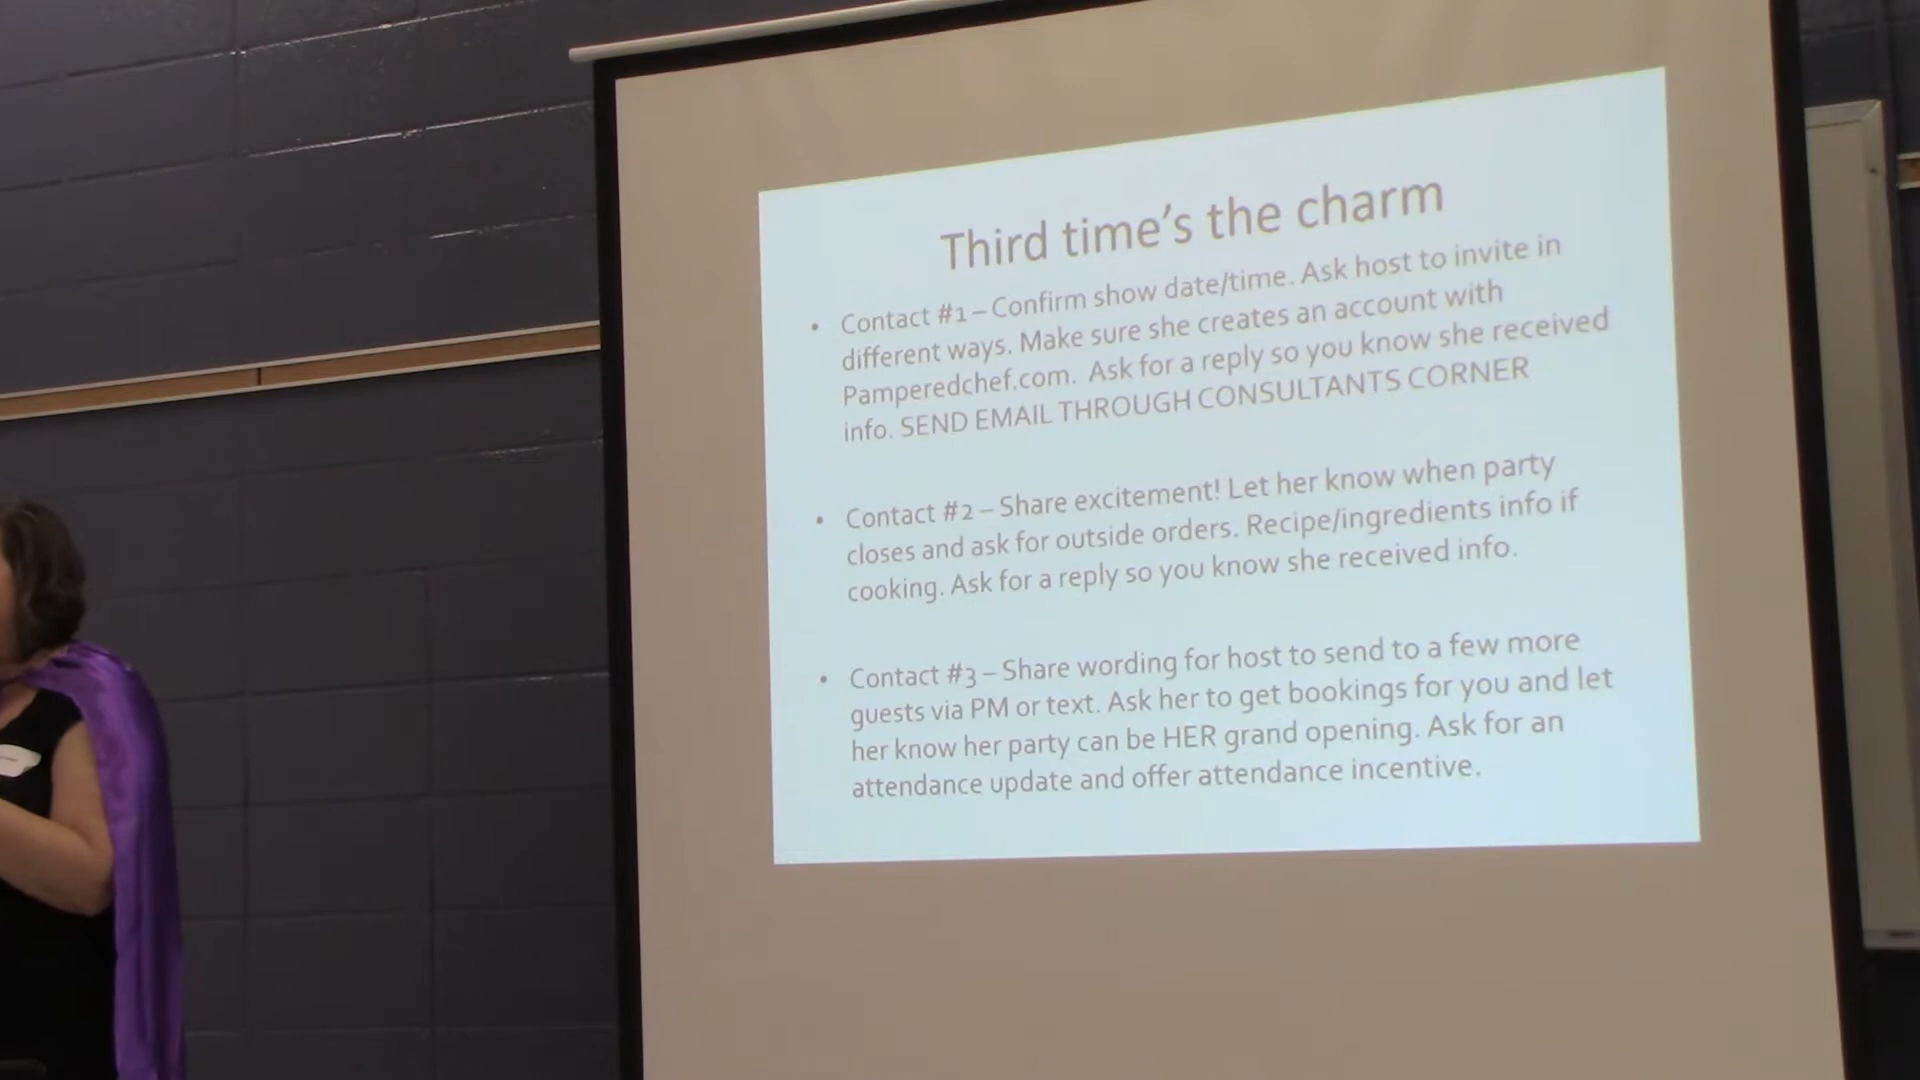 Third time's the charm
• Contact #1 – Confirm show date/time. Ask host to invite in
different ways. Make sure she creates an account with
Pamperedchef.com. Ask for a reply so you know she received
info. SEND EMAIL THROUGH CONSULTANTS CORNER
• Contact #2 – Share excitement! Let her know when party
closes and ask for outside orders. Recipe/ingredients info if
cooking. Ask for a reply so you know she received info.
• Contact #3 – Share wording for host to send to a few more
guests via PM or text. Ask her to get bookings for you and let
her know her party can be HER grand opening. Ask for an
attendance update and offer attendance incentive.